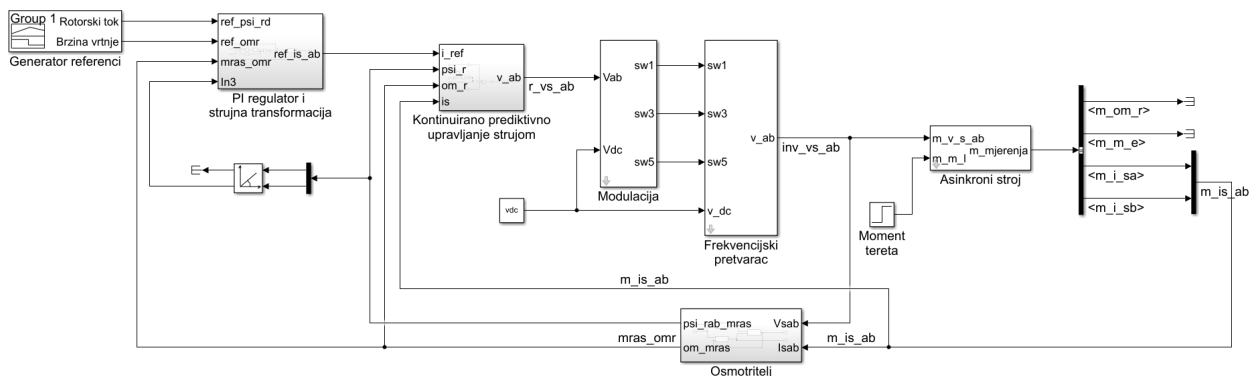 Group 1
Rotorski tok
Brzina vrtnje
Generator referenci
ref_psi_rd
ref_omr
mras_omr
In3
ref_is_ab
PI regulator i
strujna transformacija
i_ref
psi_r
om_r
is
v_ab
Kontinuirano prediktivno
upravljanje strujom
r_vs_ab
Vab
Vdc
sw1
sw3
sw5
Modulacija
vdc
sw1
sw3
sw5
v_dc
v_ab
Frekvencijski
pretvarac
inv_vs_ab
m_v_s_ab
m_m_l
m_mjerenja
Asinkroni stroj
Moment
tereta
<m_om_r>
<m_m_e>
<m_i_sa>
<m_i_sb>
m_is_ab
m_is_ab
psi_rab_mras
om_mras
Vsab
Isab
Osmotriteli
mras_omr
m_is_ab